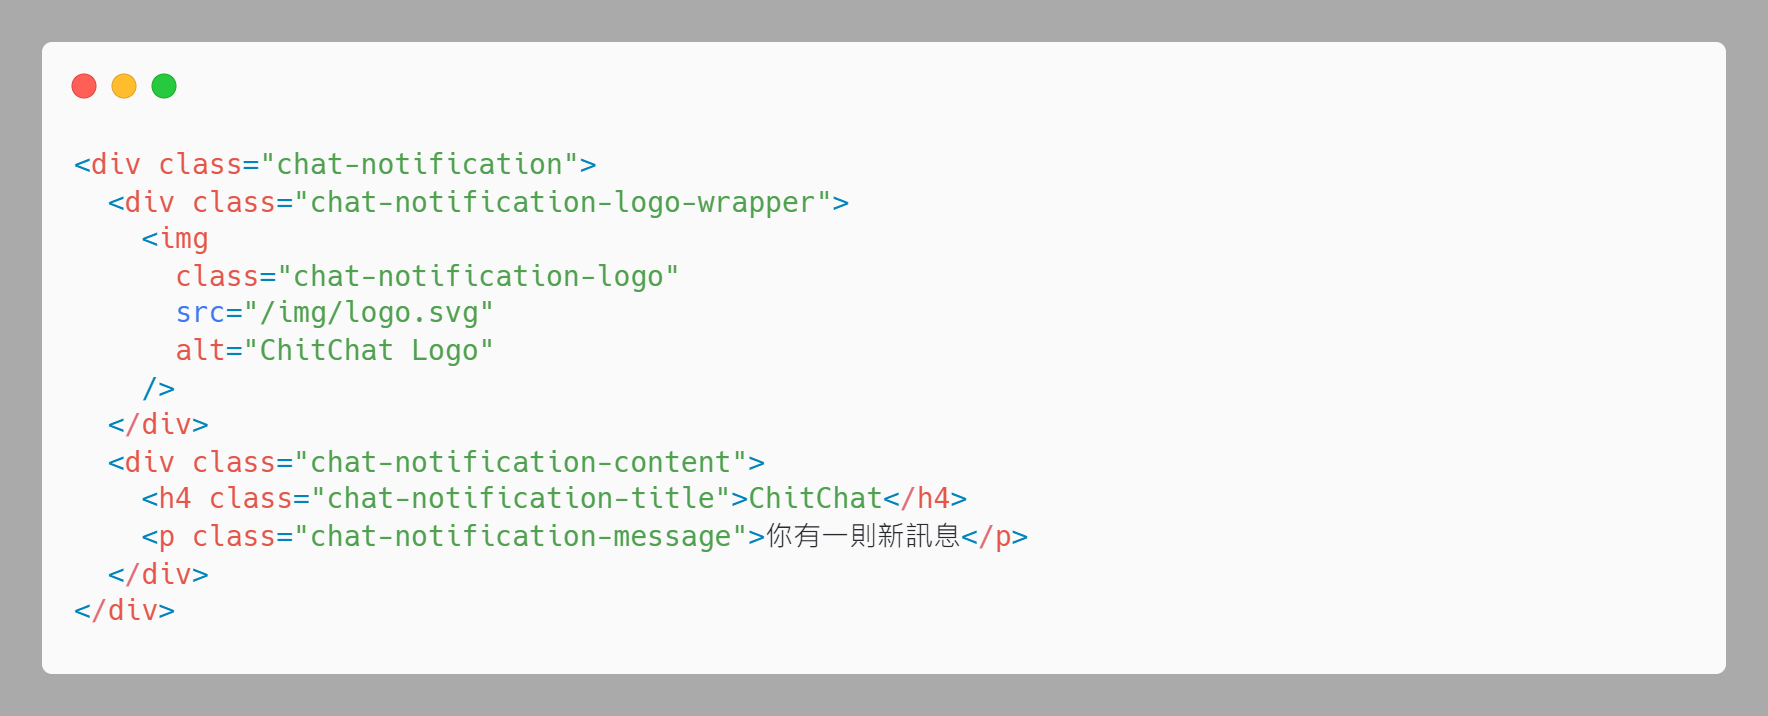 <div class="chat-notification">
  <div class="chat-notification-logo-wrapper">
    <img
      class="chat-notification-logo"
      src="/img/logo.svg"
      alt="ChitChat Logo"
    />
  </div>
  <div class="chat-notification-content">
    <h4 class="chat-notification-title">ChitChat</h4>
    <p class="chat-notification-message">你有一則新訊息</p>
  </div>
</div>